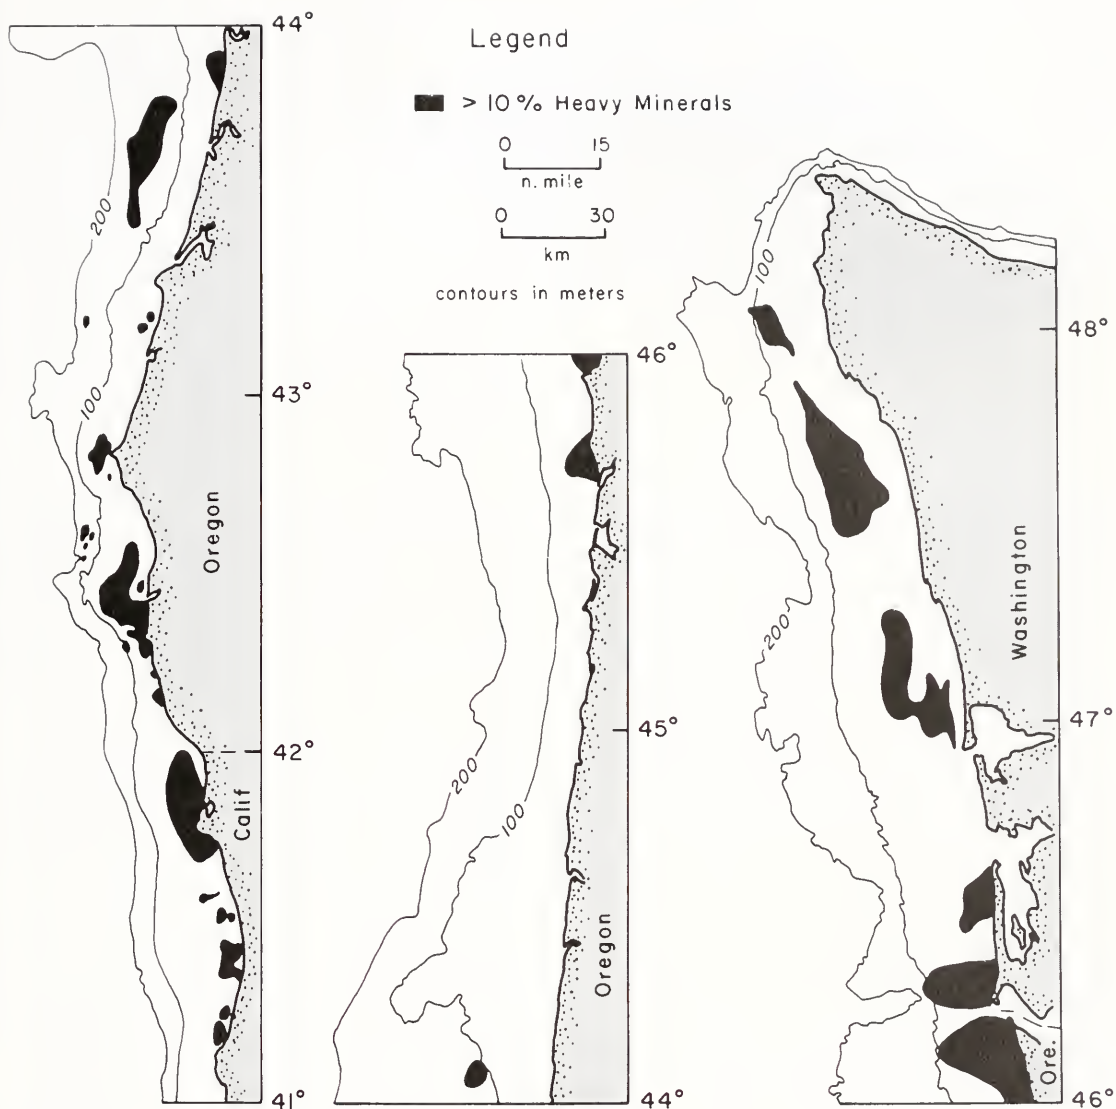 Legend
> 10 % Heavy Minerals
0 15
n. mile
0 30
km
contours in meters
44°
200
100
43°
Oregon
42°
Calif
41°
46°
45°
200
100
Oregon
44°
100
48°
Washington
200
47°
Ore.
46°